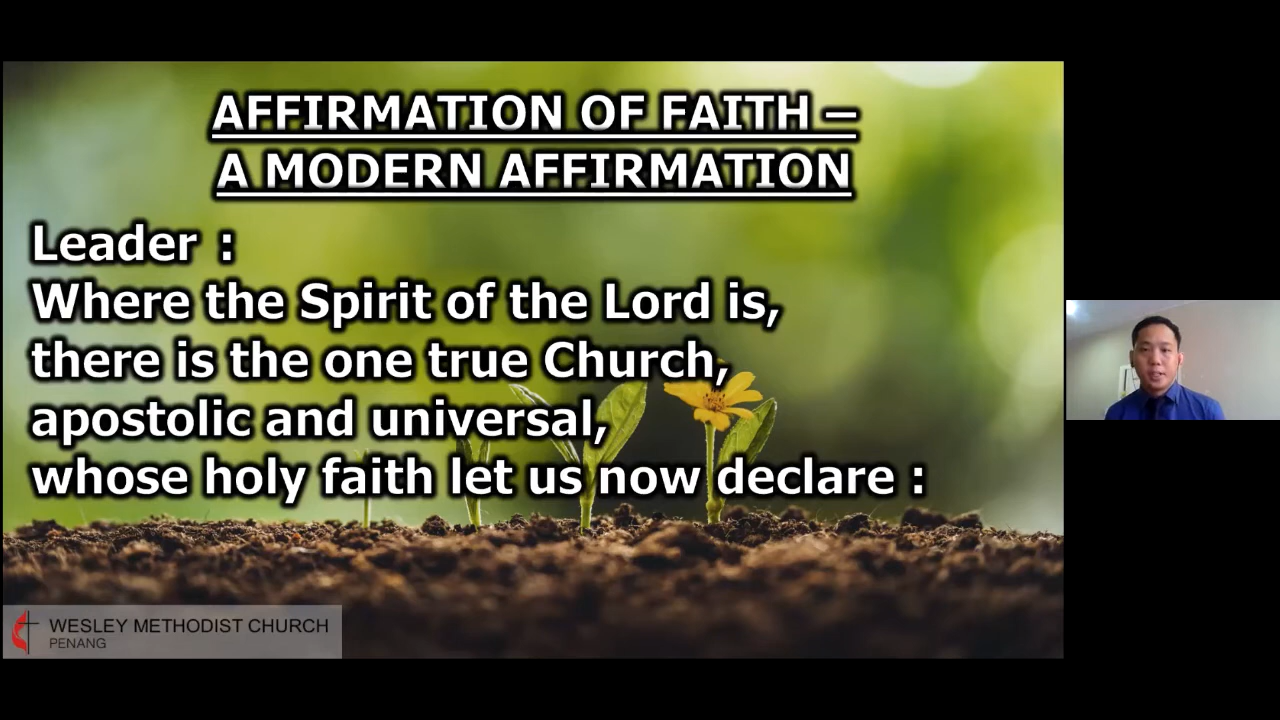 AFFIRMATION OF FAITH –
A MODERN AFFIRMATION
Leader :
Where the Spirit of the Lord is,
there is the one true Church,
apostolic and universal,
whose holy faith let us now declare :
WESLEY METHODIST CHURCH
PENANG